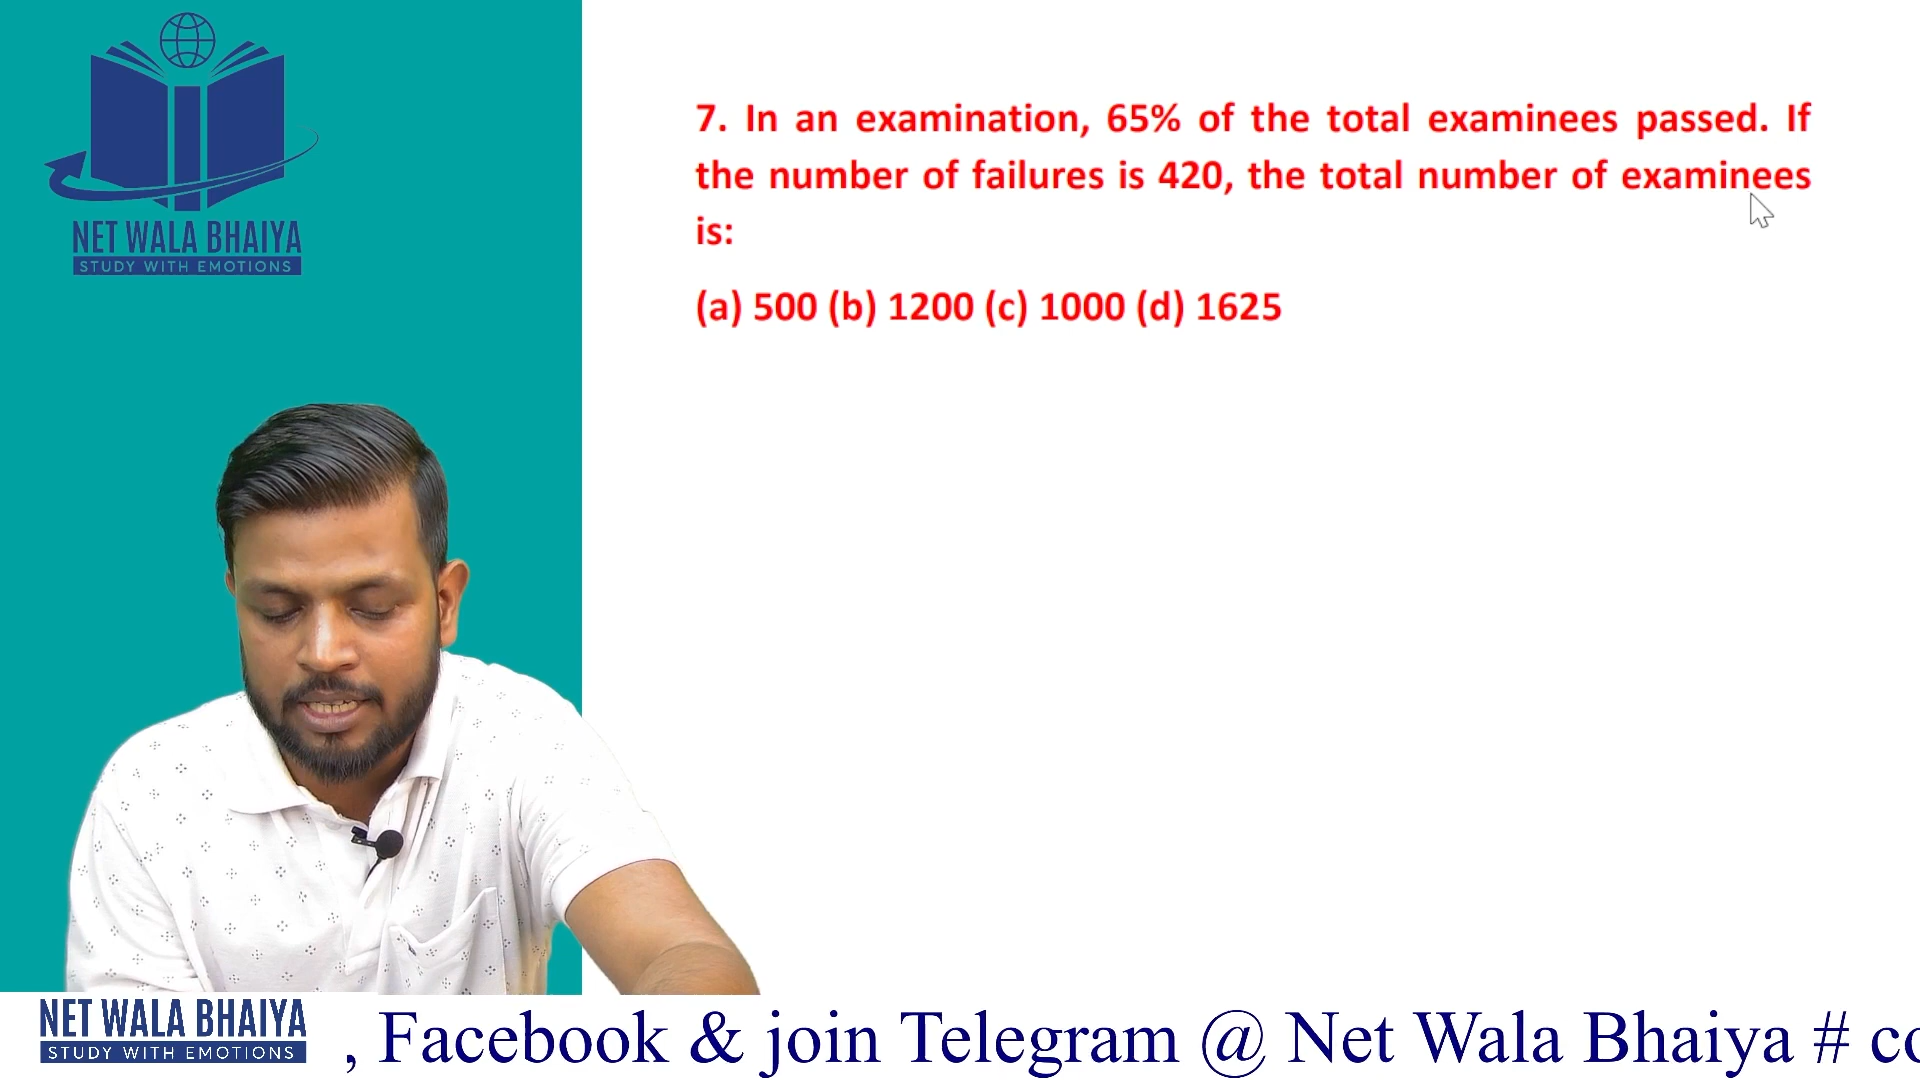 NET WALA BHAIYA
STUDY WITH EMOTIONS
7. In an examination, 65% of the total examinees passed. If
the number of failures is 420, the total number of examinees
is:
(a) 500 (b) 1200 (c) 1000 (d) 1625
NET WALA BHAIYA
STUDY WITH EMOTIONS
, Facebook & join Telegram @ Net Wala Bhaiya #